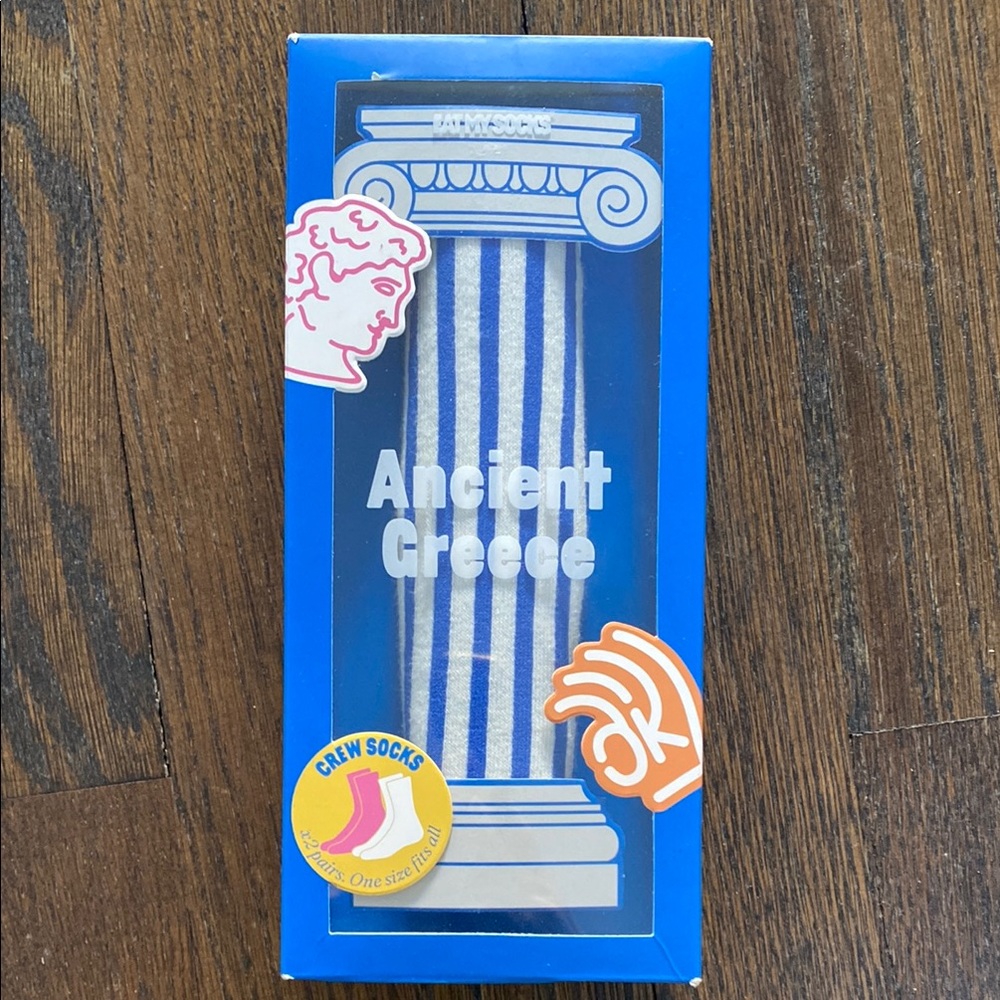 EAT MY SOCKS
Ancient
Greece
OK
CREW SOCKS
x2 pairs. One size fits all